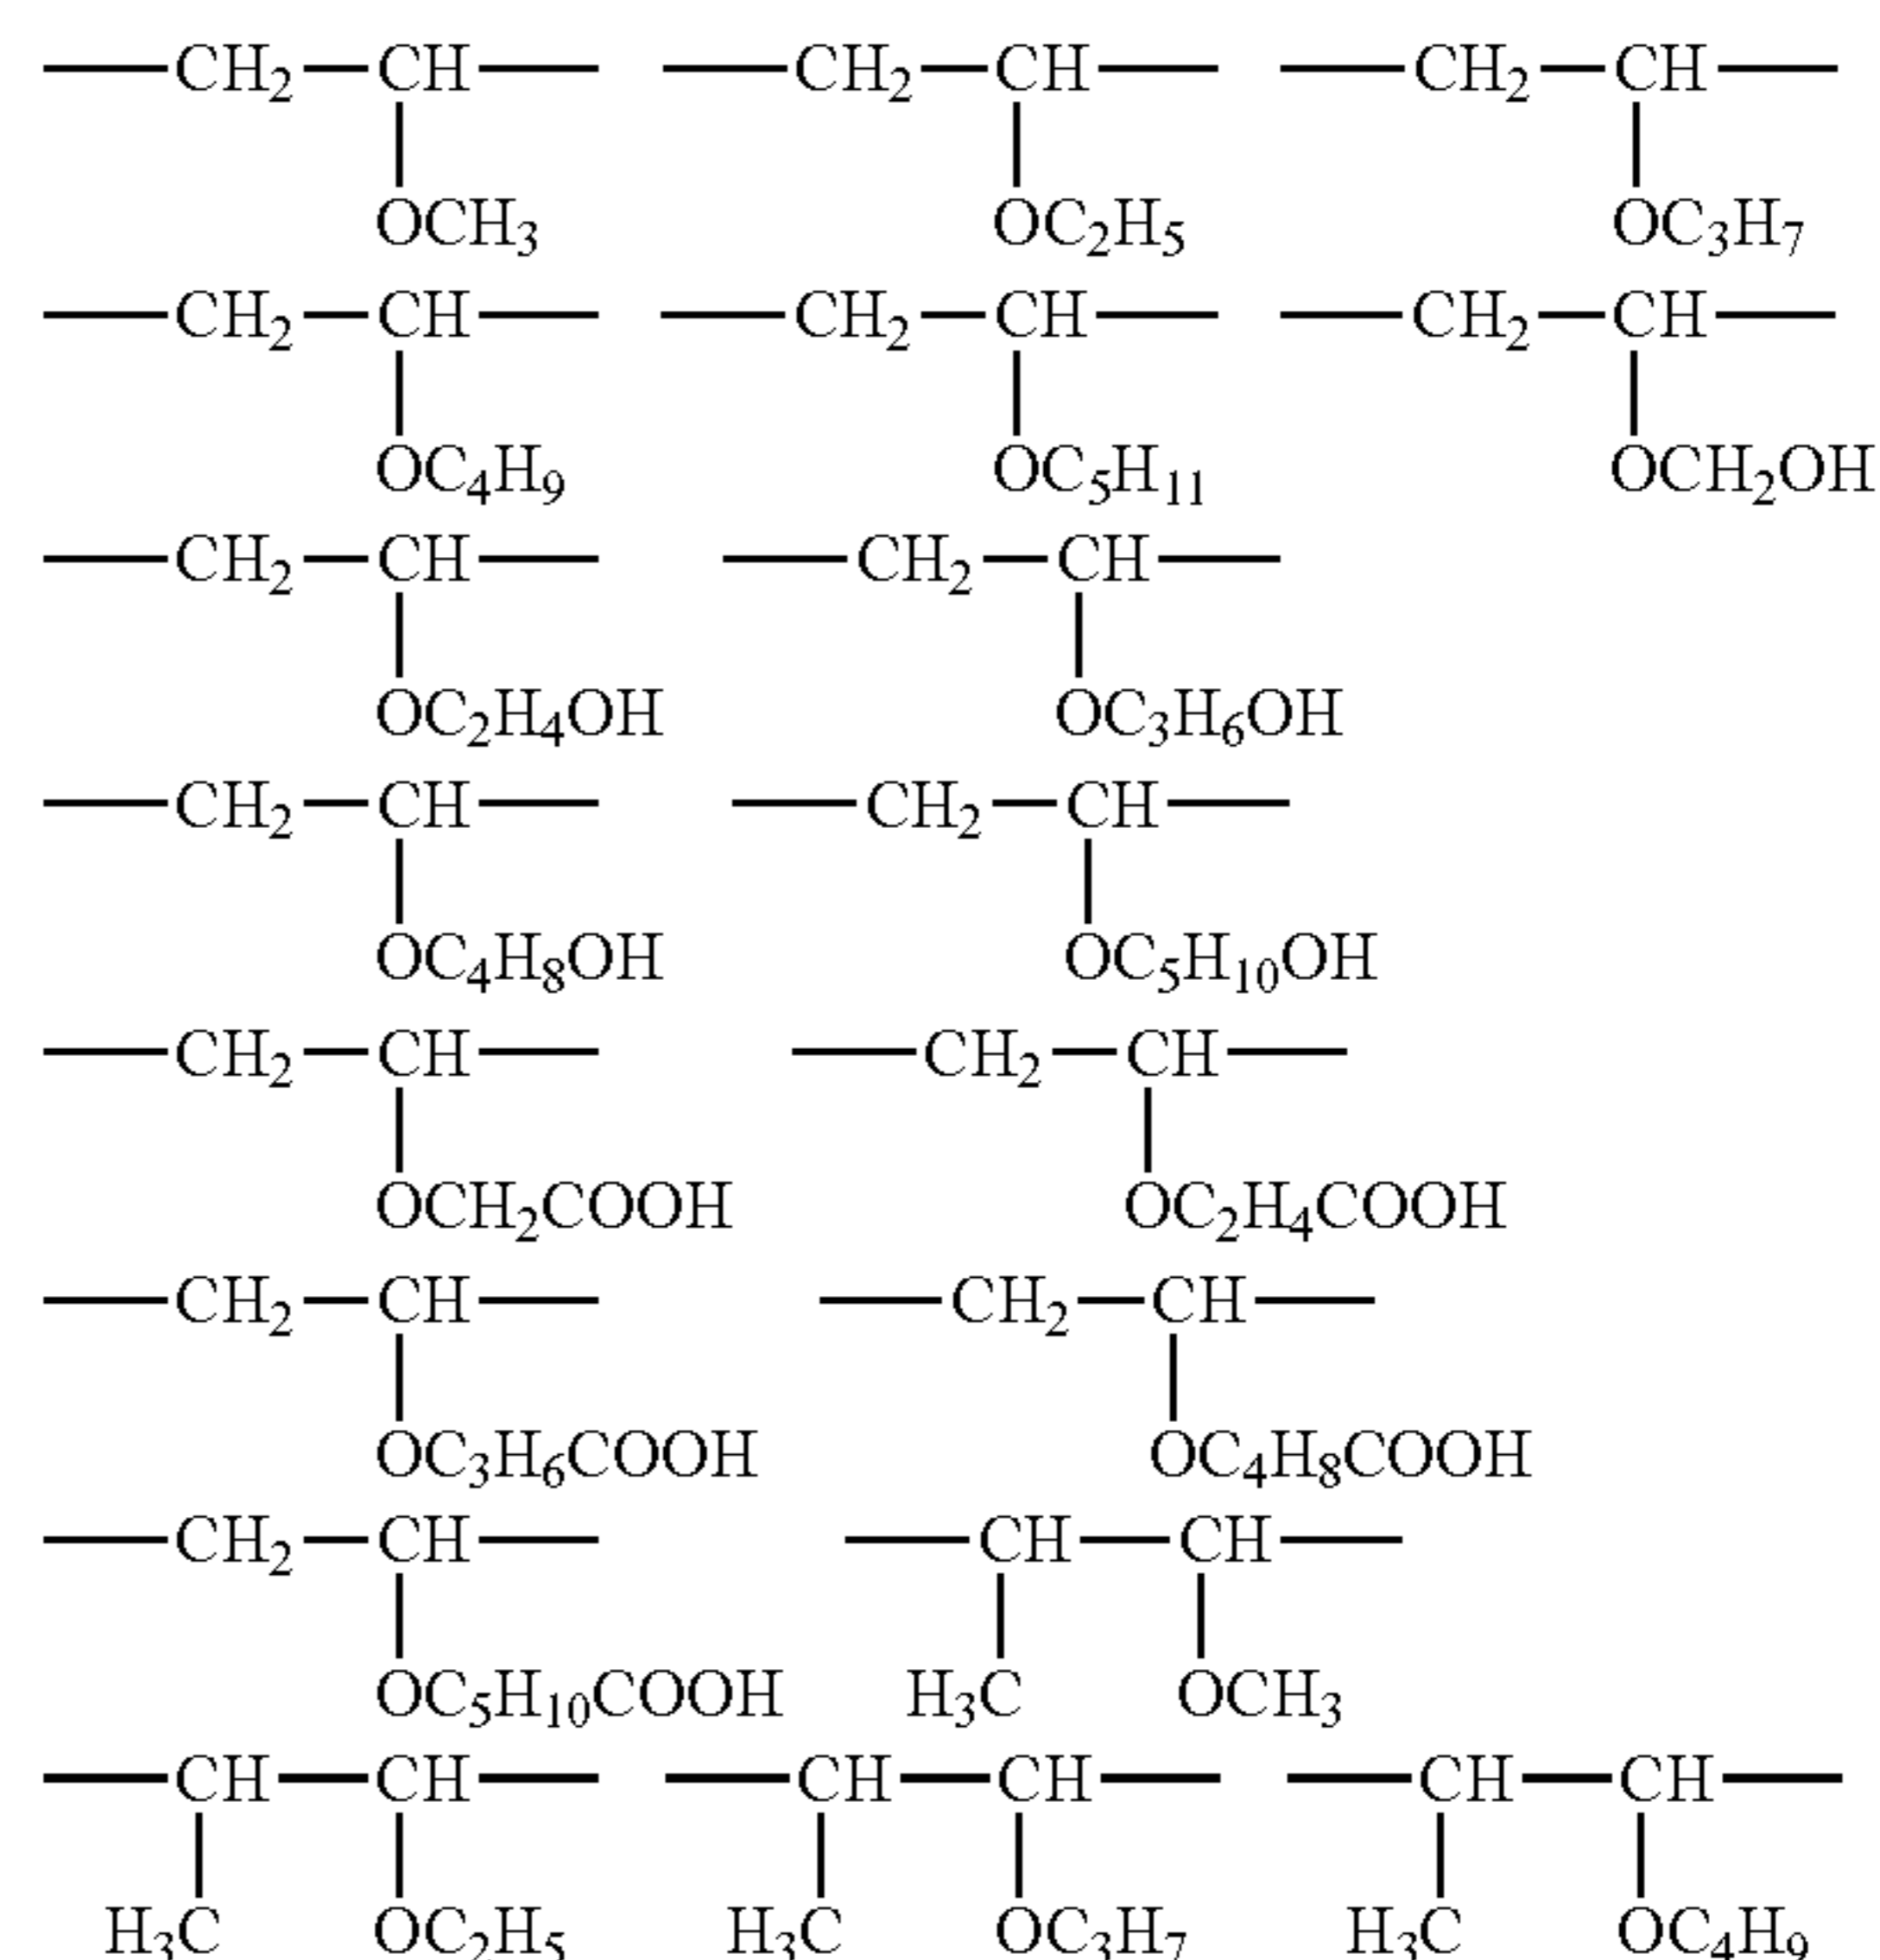 —CH₂—CH— —CH₂—CH— —CH₂—CH—
OCH₃ OC₂H₅ OC₃H₇
—CH₂—CH— —CH₂—CH— —CH₂—CH—
OC₄H₉ OC₅H₁₁ OCH₂OH
—CH₂—CH— —CH₂—CH—
OC₂H₄OH OC₃H₆OH
—CH₂—CH— —CH₂—CH—
OC₄H₈OH OC₅H₁₀OH
—CH₂—CH— —CH₂—CH—
OCH₂COOH OC₂H₄COOH
—CH₂—CH— —CH₂—CH—
OC₃H₆COOH OC₄H₈COOH
—CH₂—CH— —CH—CH—
OC₅H₁₀COOH H₃C OCH₃
—CH—CH— —CH—CH— —CH—CH—
H₃C OC₂H₅ H₃C OC₃H₇ H₃C OC₄H₉